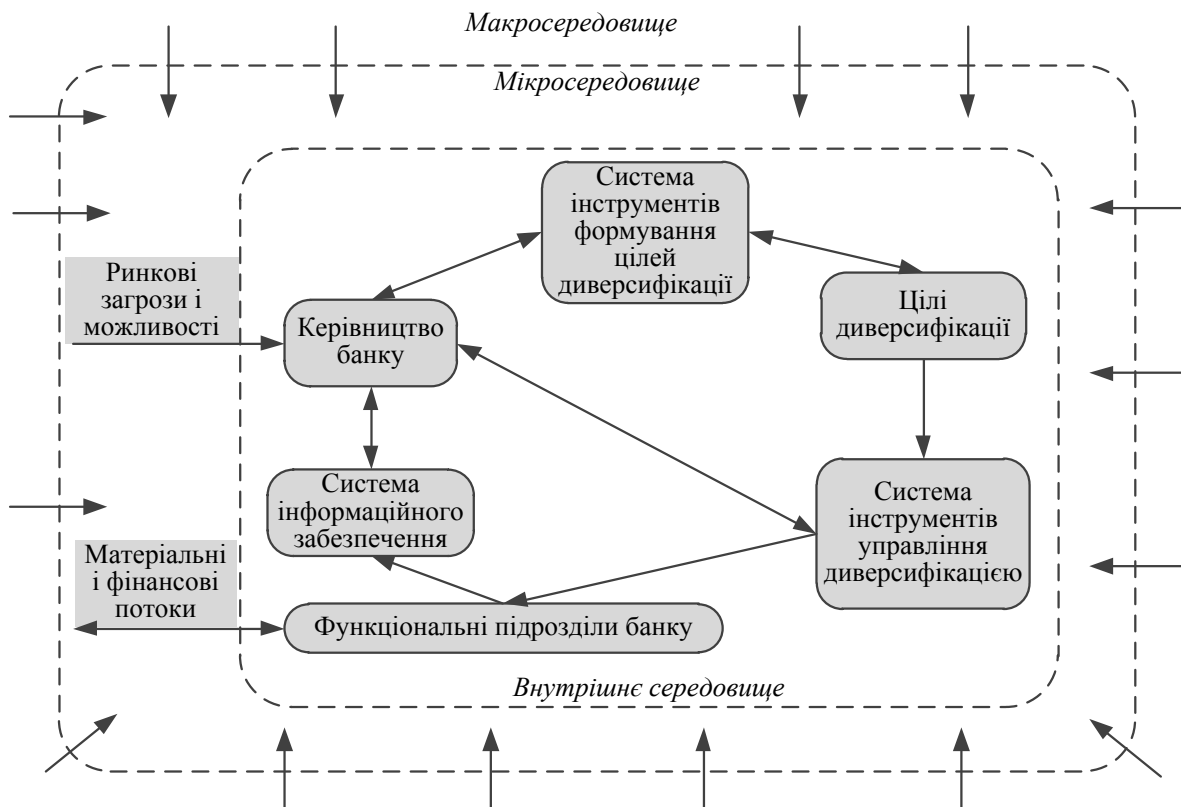 Макросередовище
Мікросередовище
Система
інструментів
формування
цілей
диверсифікації
Ринкові
загрози і
можливості
Керівництво
банку
Цілі
диверсифікації
Система
інформаційного
забезпечення
Система
інструментів
управління
диверсифікацією
Матеріальні
і фінансові
потоки
Функціональні підрозділи банку
Внутрішнє середовище